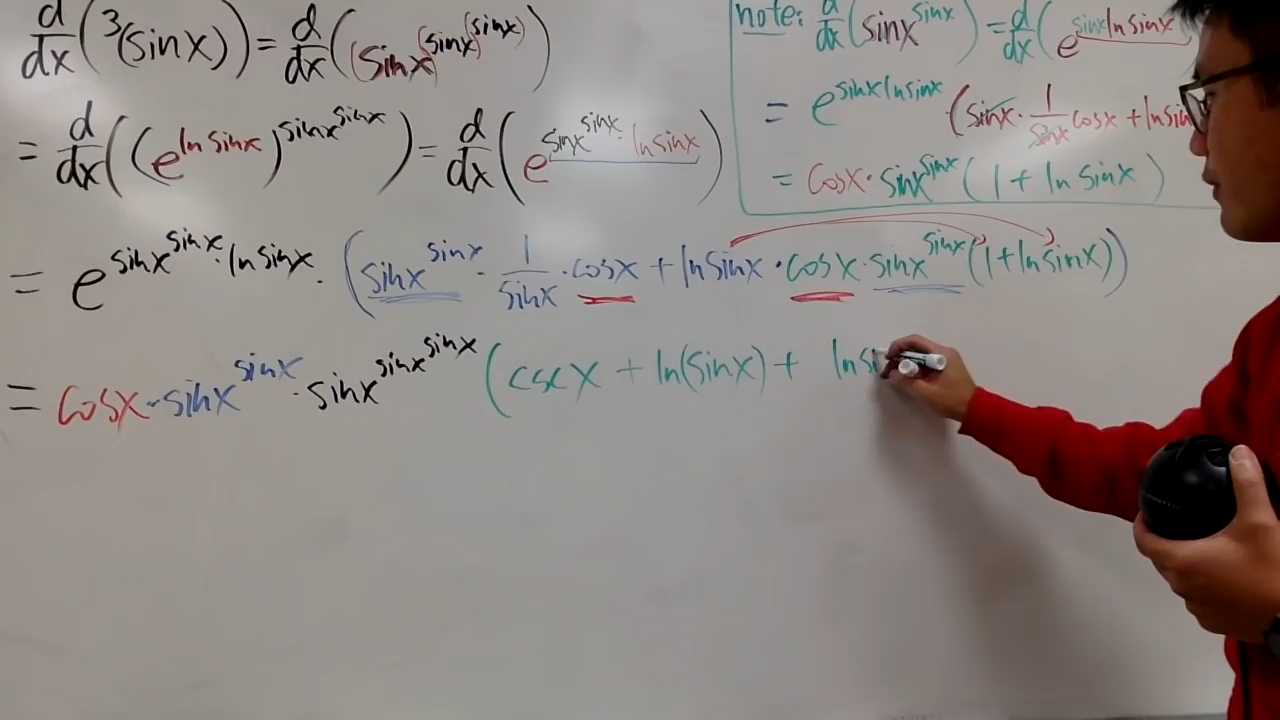 d/dx(³(sinx)) = d/dx((sinx)^((sinx)^(sinx)))
= d/dx((e^(ln sinx))^(sinx^(sinx))) = d/dx(e^(sinx^(sinx)·ln sinx))
= e^(sinx^(sinx)·ln sinx) · (sinx^(sinx) · 1/sinx · cosx + ln sinx · cosx · sinx^(sinx)(1+ln sinx))
= cosx·sinx^(sinx) · sinx^(sinx^(sinx)) (cscx + ln(sinx) + ln si
note: d/dx(sinx^(sinx)) = d/dx(e^(sinx ln sinx)
= e^(sinx ln sinx) (sinx · 1/sinx cosx + ln sin
= cosx · sinx^(sinx) (1 + ln sinx)